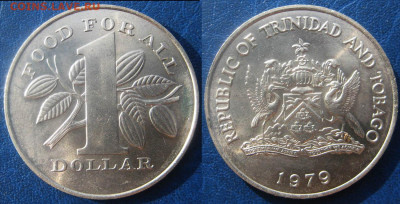 FOOD FOR ALL
1
DOLLAR
REPUBLIC OF TRINIDAD AND TOBAGO
1979